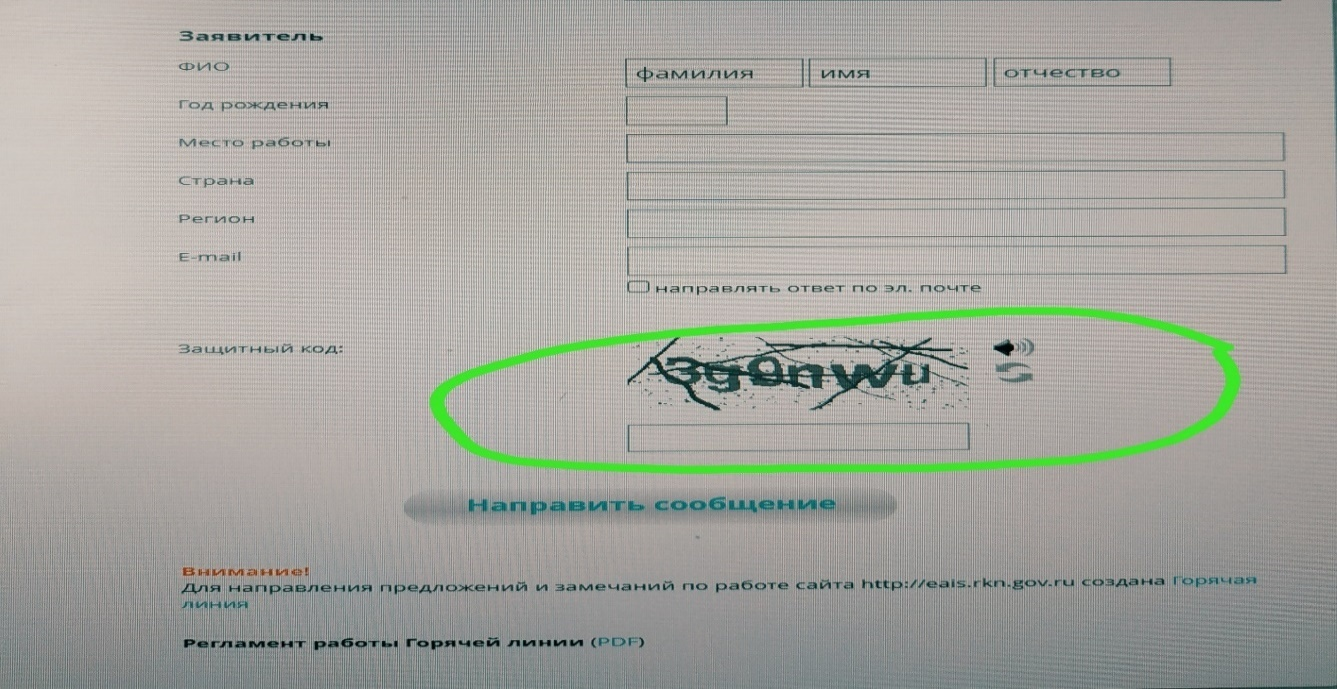 Заявитель
ФИО фамилия имя отчество
Год рождения
Место работы
Страна
Регион
E-mail
направлять ответ по эл. почте
Защитный код:
Направить сообщение
Внимание!
Для направления предложений и замечаний по работе сайта http://eais.rkn.gov.ru создана Горячая
линия
Регламент работы Горячей линии (PDF)